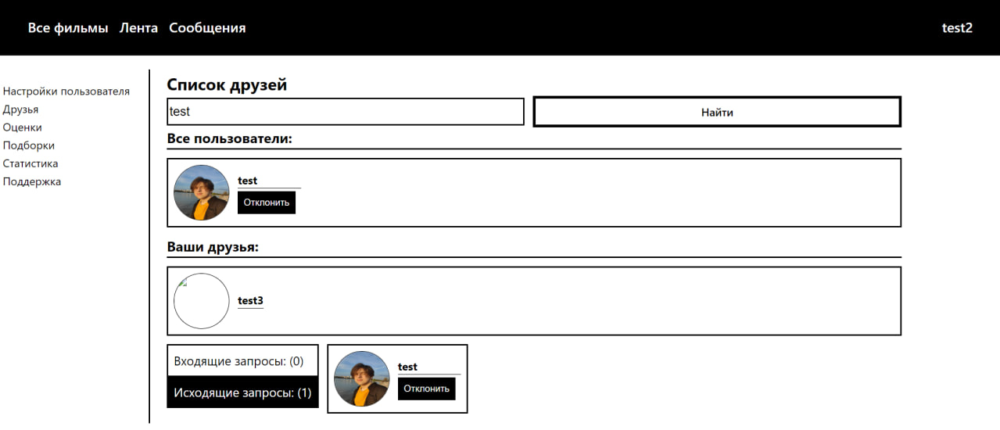 Все фильмы Лента Сообщения test2
Настройки пользователя
Друзья
Оценки
Подборки
Статистика
Поддержка
Список друзей
test Найти
Все пользователи:
test
Отклонить
Ваши друзья:
test3
Входящие запросы: (0)
Исходящие запросы: (1)
test
Отклонить